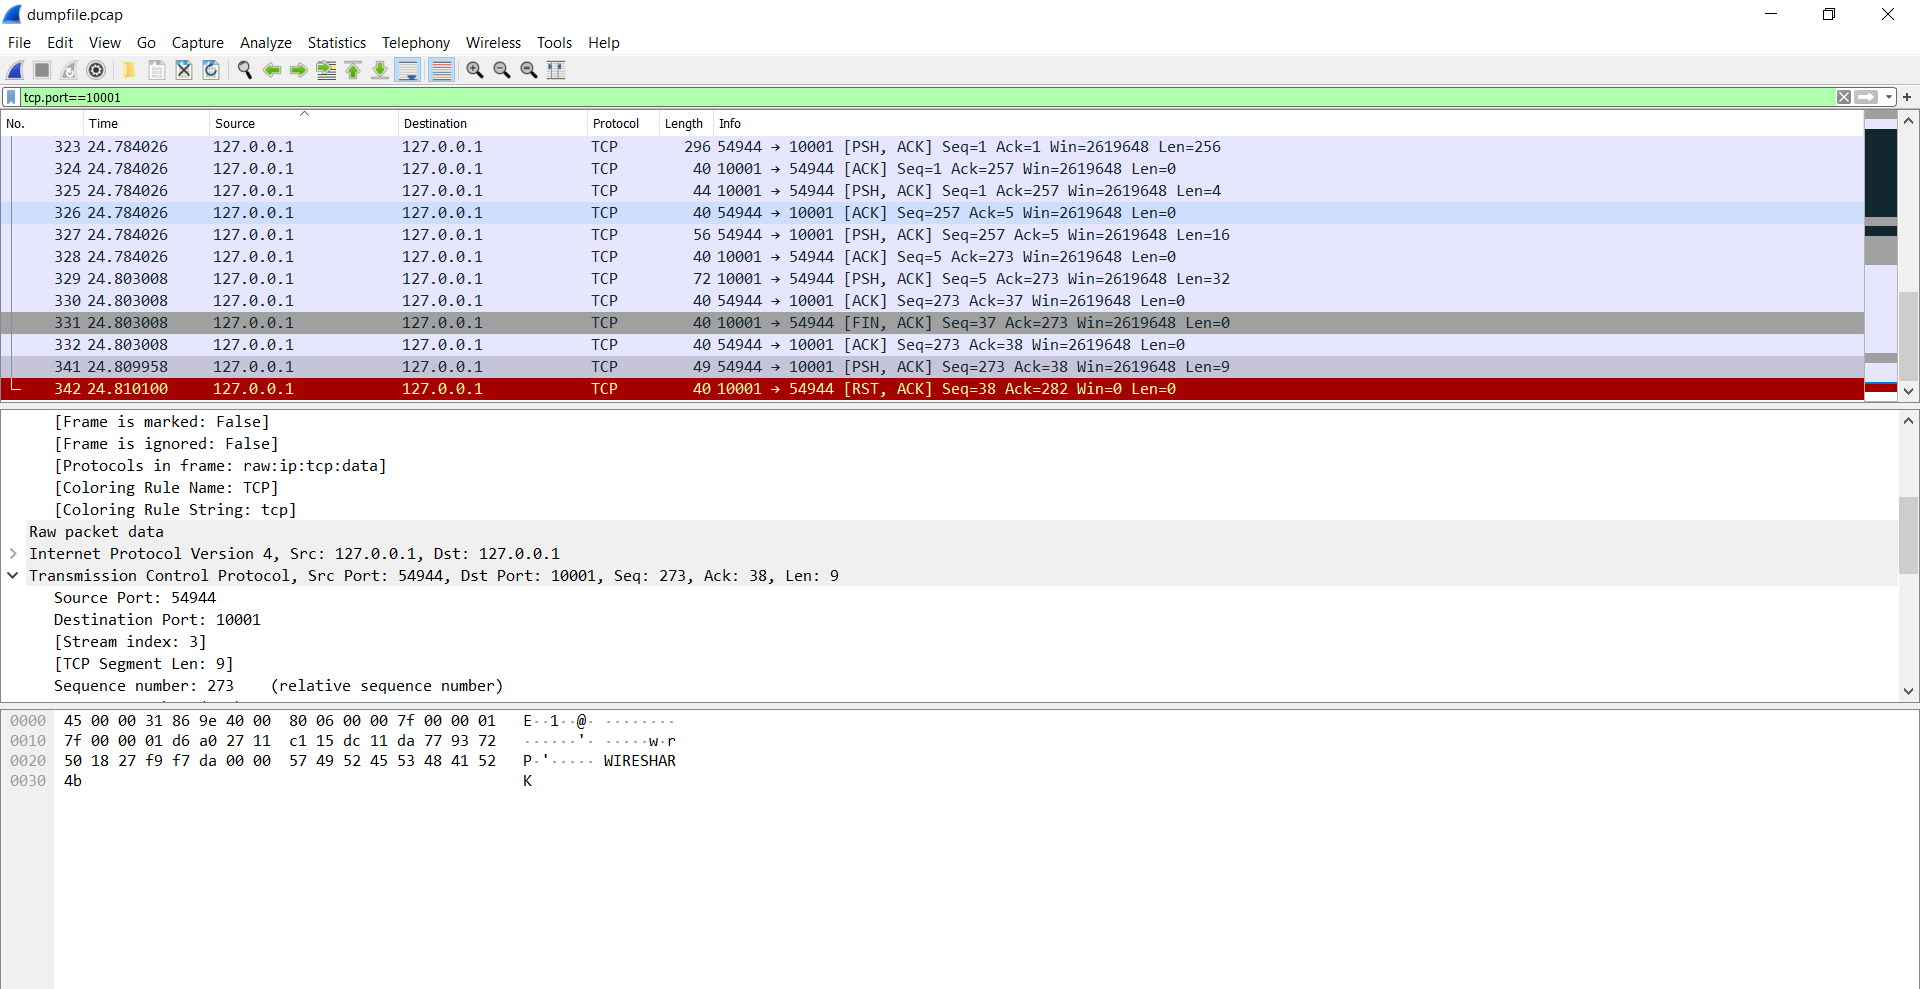 dumpfile.pcap
File Edit View Go Capture Analyze Statistics Telephony Wireless Tools Help
tcp.port==10001
No. Time Source Destination Protocol Length Info
323 24.784026 127.0.0.1 127.0.0.1 TCP 296 54944 → 10001 [PSH, ACK] Seq=1 Ack=1 Win=2619648 Len=256
324 24.784026 127.0.0.1 127.0.0.1 TCP 40 10001 → 54944 [ACK] Seq=1 Ack=257 Win=2619648 Len=0
325 24.784026 127.0.0.1 127.0.0.1 TCP 44 10001 → 54944 [PSH, ACK] Seq=1 Ack=257 Win=2619648 Len=4
326 24.784026 127.0.0.1 127.0.0.1 TCP 40 54944 → 10001 [ACK] Seq=257 Ack=5 Win=2619648 Len=0
327 24.784026 127.0.0.1 127.0.0.1 TCP 56 54944 → 10001 [PSH, ACK] Seq=257 Ack=5 Win=2619648 Len=16
328 24.784026 127.0.0.1 127.0.0.1 TCP 40 10001 → 54944 [ACK] Seq=5 Ack=273 Win=2619648 Len=0
329 24.803008 127.0.0.1 127.0.0.1 TCP 72 10001 → 54944 [PSH, ACK] Seq=5 Ack=273 Win=2619648 Len=32
330 24.803008 127.0.0.1 127.0.0.1 TCP 40 54944 → 10001 [ACK] Seq=273 Ack=37 Win=2619648 Len=0
331 24.803008 127.0.0.1 127.0.0.1 TCP 40 10001 → 54944 [FIN, ACK] Seq=37 Ack=273 Win=2619648 Len=0
332 24.803008 127.0.0.1 127.0.0.1 TCP 40 54944 → 10001 [ACK] Seq=273 Ack=38 Win=2619648 Len=0
341 24.809958 127.0.0.1 127.0.0.1 TCP 49 54944 → 10001 [PSH, ACK] Seq=273 Ack=38 Win=2619648 Len=9
342 24.810100 127.0.0.1 127.0.0.1 TCP 40 10001 → 54944 [RST, ACK] Seq=38 Ack=282 Win=0 Len=0
[Frame is marked: False]
[Frame is ignored: False]
[Protocols in frame: raw:ip:tcp:data]
[Coloring Rule Name: TCP]
[Coloring Rule String: tcp]
Raw packet data
Internet Protocol Version 4, Src: 127.0.0.1, Dst: 127.0.0.1
Transmission Control Protocol, Src Port: 54944, Dst Port: 10001, Seq: 273, Ack: 38, Len: 9
Source Port: 54944
Destination Port: 10001
[Stream index: 3]
[TCP Segment Len: 9]
Sequence number: 273 (relative sequence number)
0000 45 00 00 31 86 9e 40 00 80 06 00 00 7f 00 00 01 E··1··@· ········
0010 7f 00 00 01 d6 a0 27 11 c1 15 dc 11 da 77 93 72 ······'· ·····w·r
0020 50 18 27 f9 f7 da 00 00 57 49 52 45 53 48 41 52 P·'····· WIRESHAR
0030 4b K